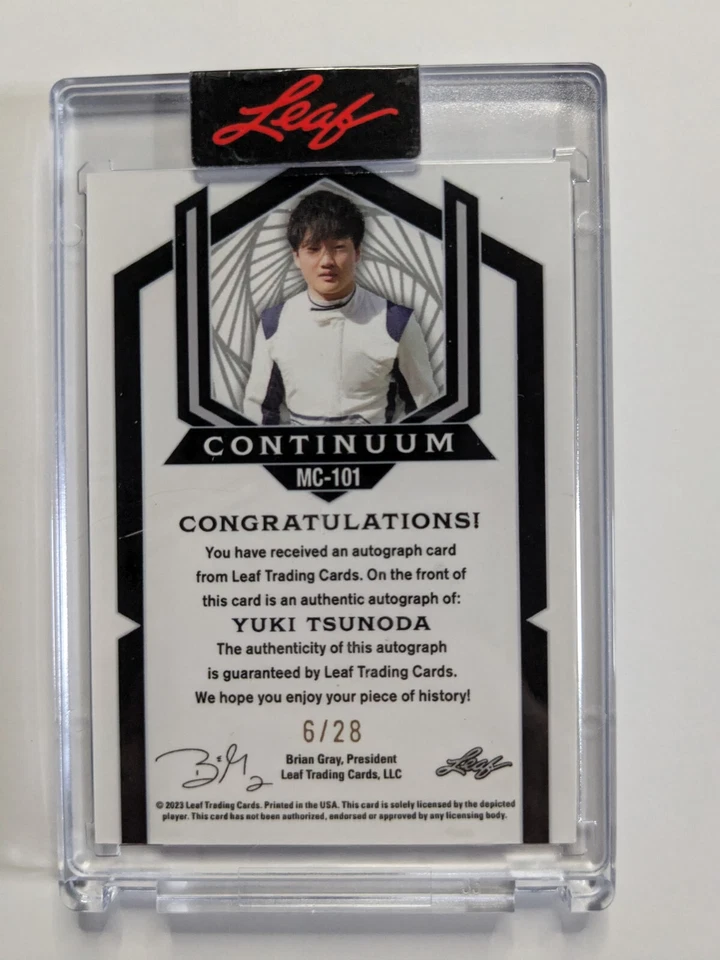 Leaf
CONTINUUM
MC-101
CONGRATULATIONS!
You have received an autograph card
from Leaf Trading Cards. On the front of
this card is an authentic autograph of:
YUKI TSUNODA
The authenticity of this autograph
is guaranteed by Leaf Trading Cards.
We hope you enjoy your piece of history!
6/28
Brian Gray, President
Leaf Trading Cards, LLC
Leaf
© 2023 Leaf Trading Cards. Printed in the USA. This card is solely licensed by the depicted
player. This card has not been authorized, endorsed or approved by any licensing body.